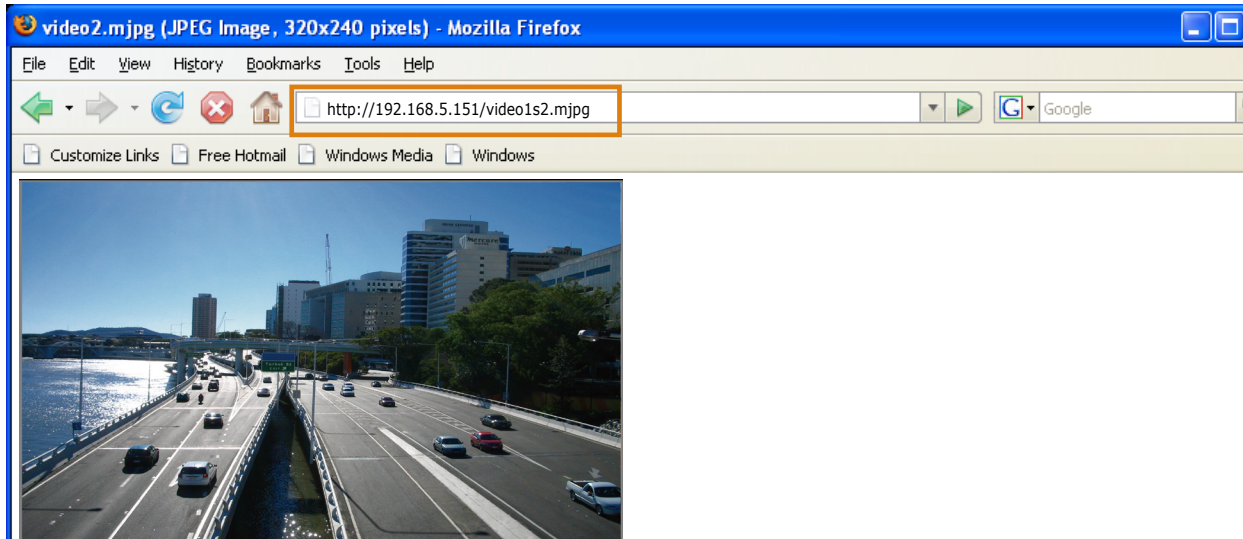 video2.mjpg (JPEG Image, 320x240 pixels) - Mozilla Firefox
File Edit View History Bookmarks Tools Help
http://192.168.5.151/video1s2.mjpg G Google
Customize Links Free Hotmail Windows Media Windows
Mercure